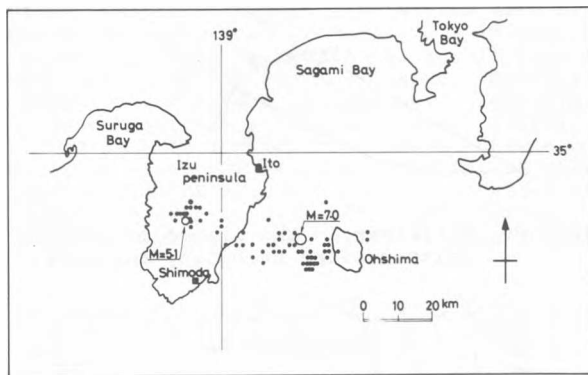 139°
Tokyo
Bay
Sagami Bay
Suruga
Bay
35°
Izu
peninsula
Ito
M=7.0
M=5.1
Shimoda
Ohshima
0 10 20 km